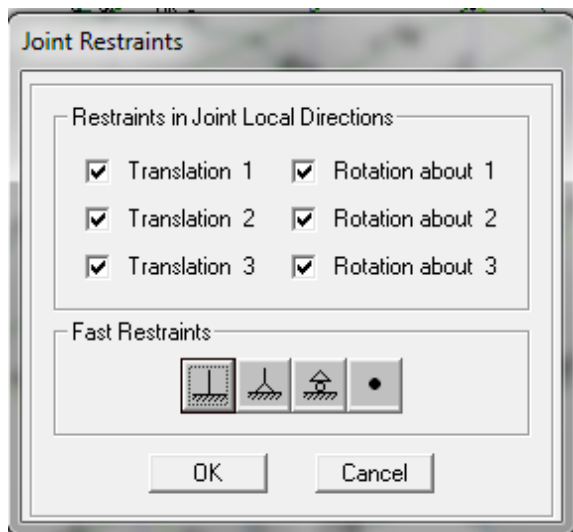 Joint Restraints
Restraints in Joint Local Directions
Translation 1 Rotation about 1
Translation 2 Rotation about 2
Translation 3 Rotation about 3
Fast Restraints
OK Cancel